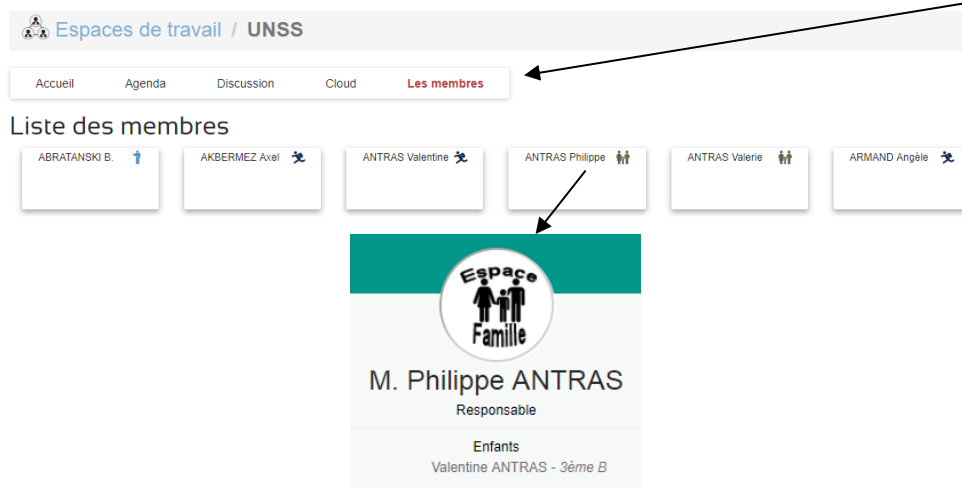 Espaces de travail / UNSS
Accueil Agenda Discussion Cloud Les membres
Liste des membres
ABRATANSKI B. AKBERMEZ Axel ANTRAS Valentine ANTRAS Philippe ANTRAS Valerie ARMAND Angèle
Espace
Famille
M. Philippe ANTRAS
Responsable
Enfants
Valentine ANTRAS - 3ème B